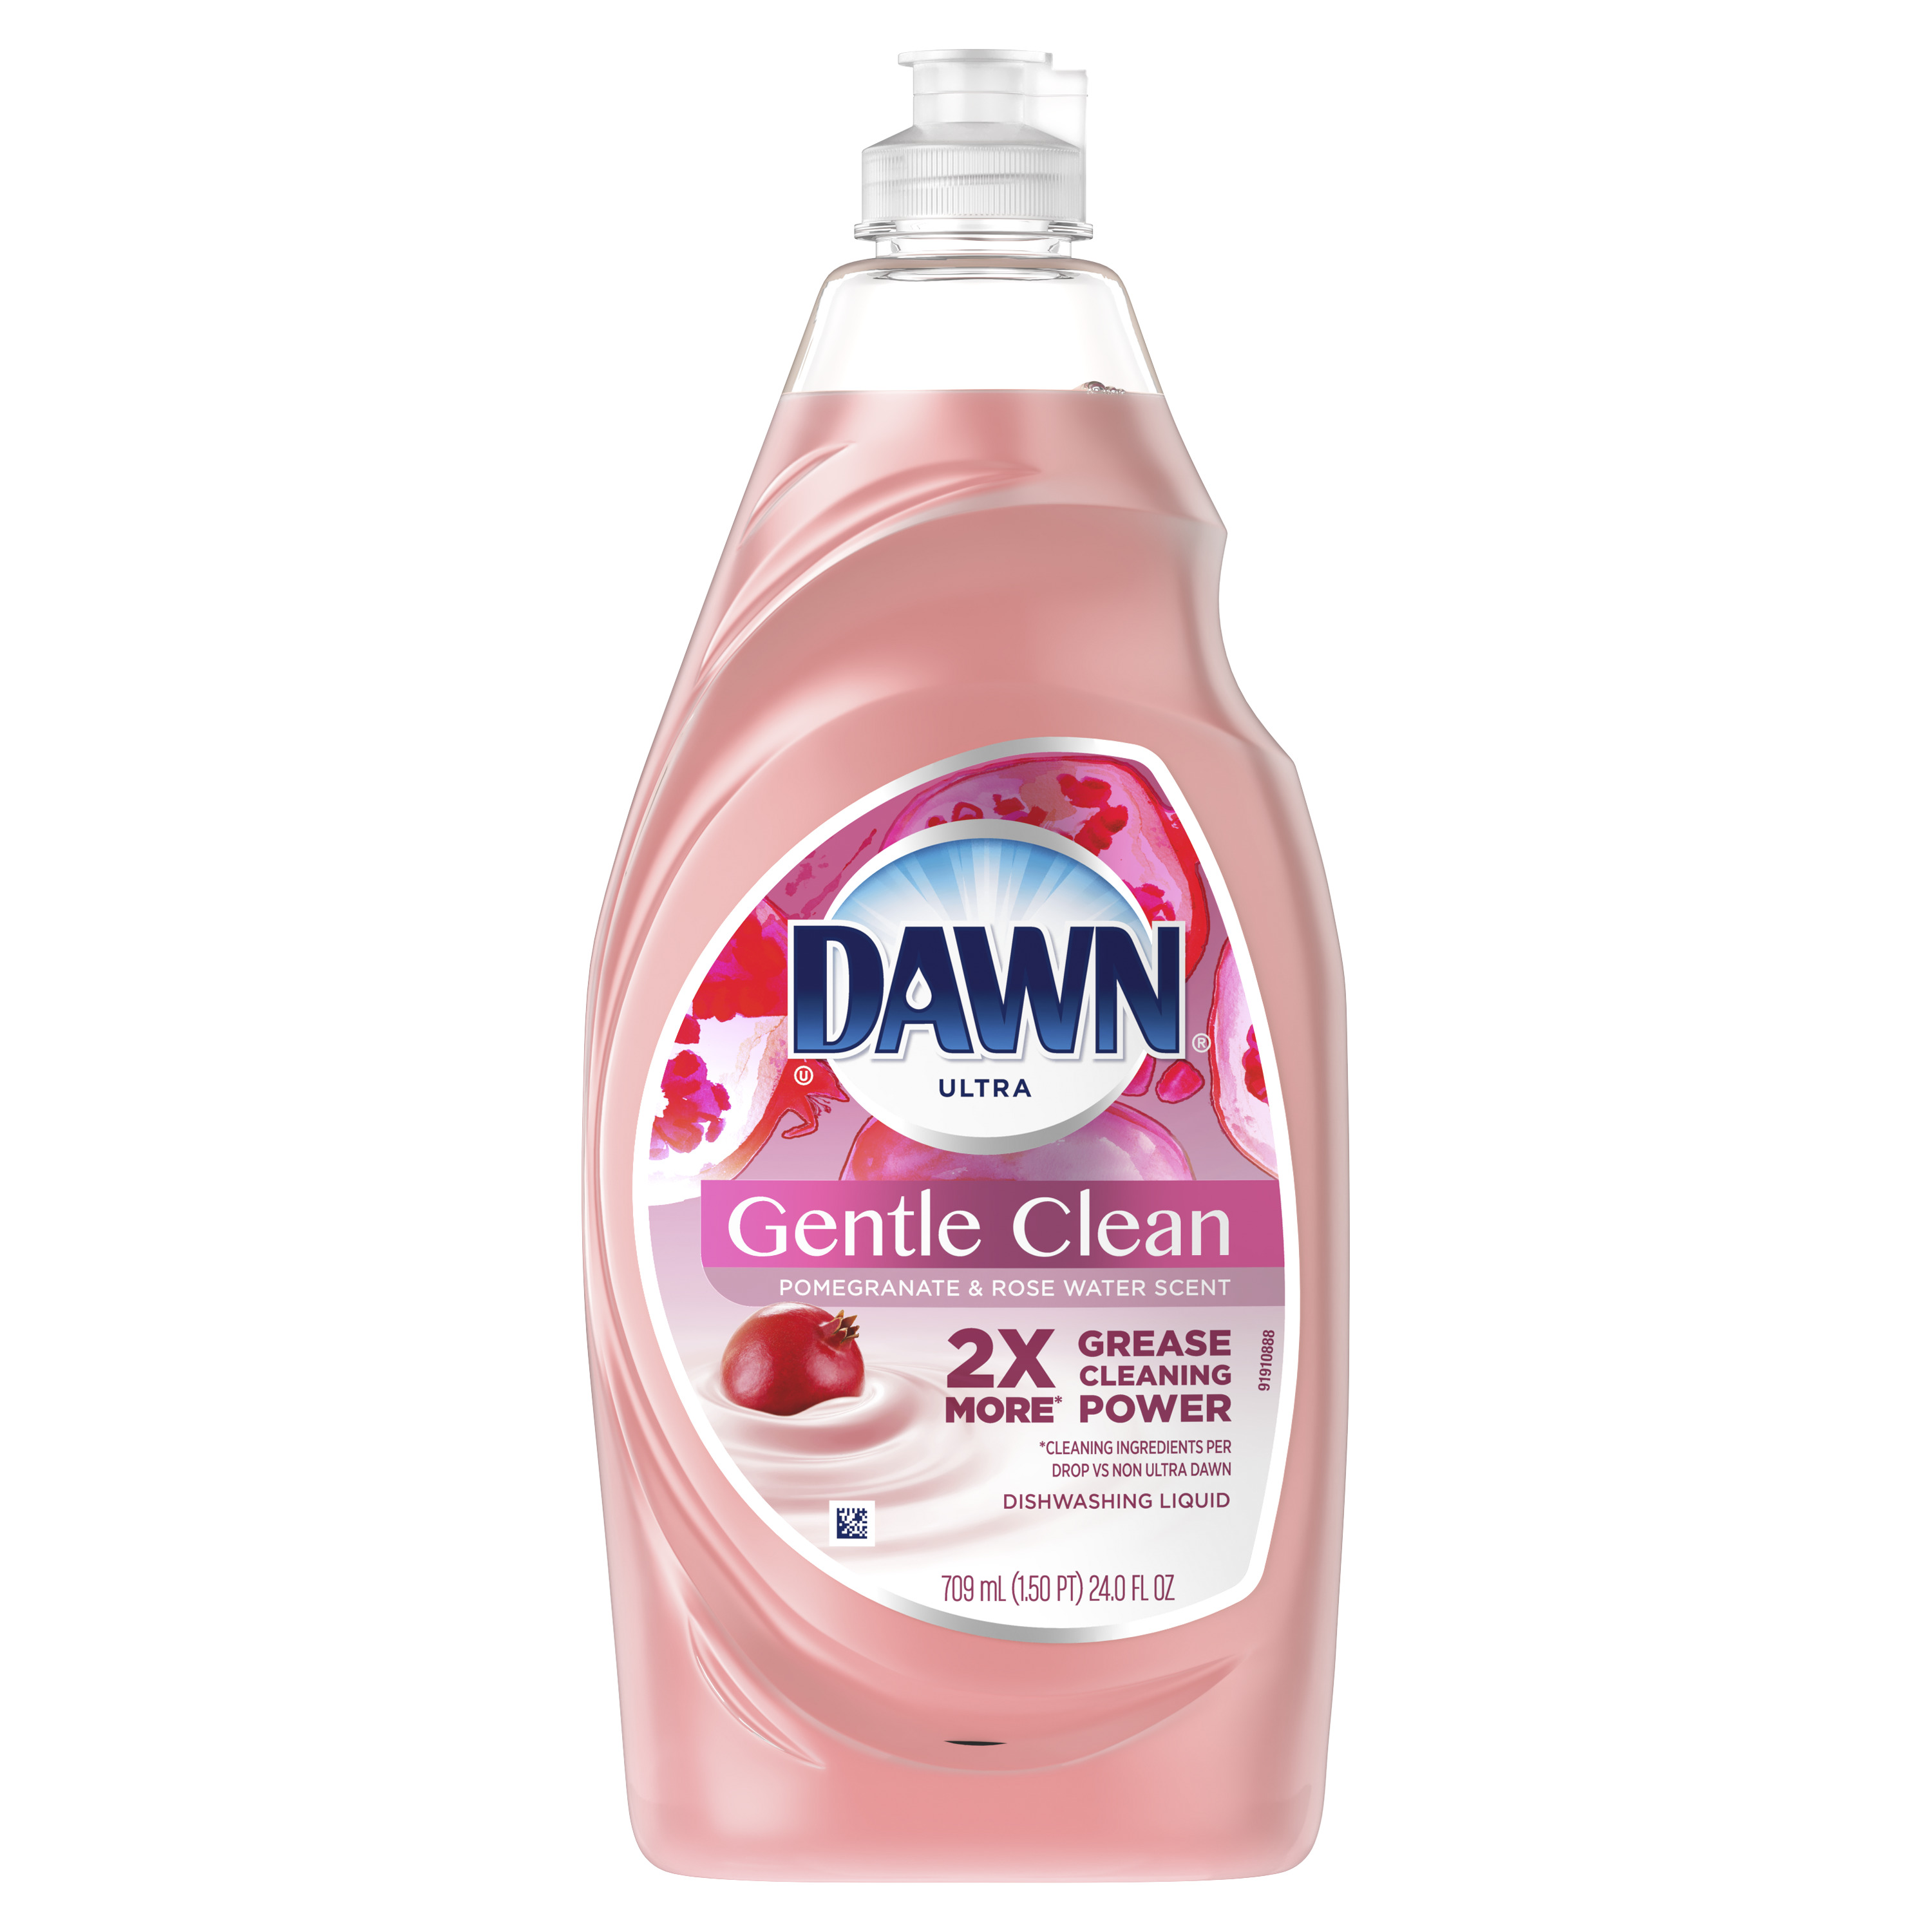 DAWN
®
U
ULTRA
Gentle Clean
POMEGRANATE & ROSE WATER SCENT
2X MORE*
GREASE
CLEANING
POWER
*CLEANING INGREDIENTS PER
DROP VS NON ULTRA DAWN
DISHWASHING LIQUID
709 mL (1.50 PT) 24.0 FL OZ
91910888